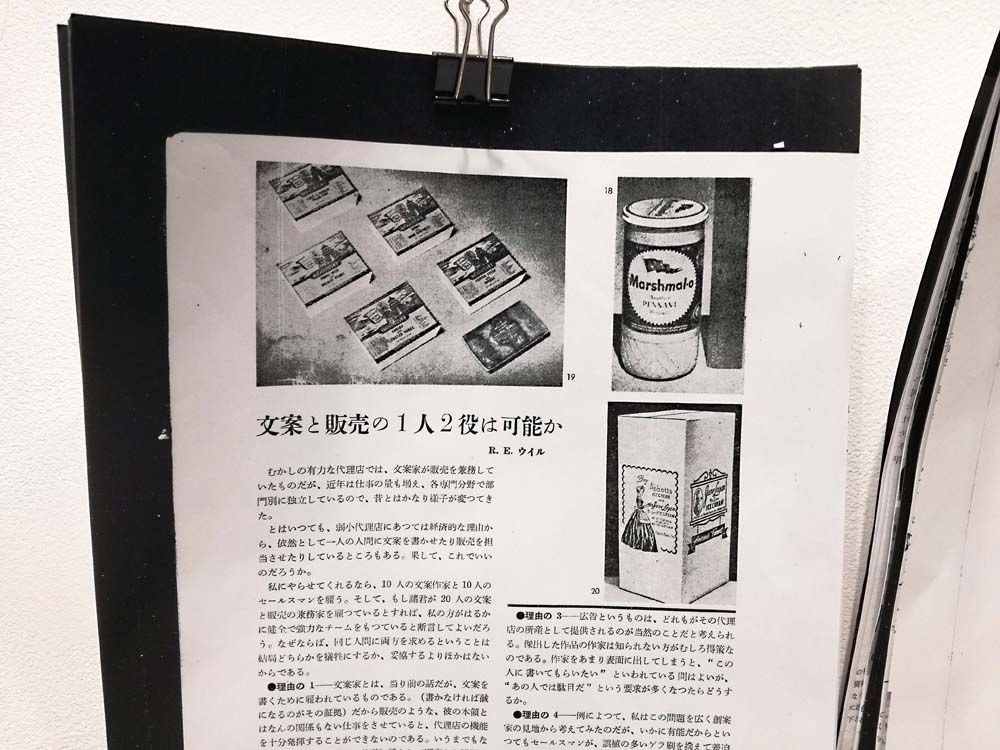 18
Marshmal-o
PENNANT
19
文案と販売の1人2役は可能か
R. E. ウイル
むかしの有力な代理店では、文案家が販売を兼務して
いたものだが、近年は仕事の量も増え、各専門分野で部
門別に独立しているので、昔とはかなり様子が変つてき
た。
とはいつても、弱小代理店にあつては経済的な理由か
ら、依然として一人の人間に文案を書かせたり販売を担
当させたりしているところもある。果して、これでいい
のだろうか。
私にやらせてくれるなら、10 人の文案作家と 10 人の
セールスマンを雇う。そして、もし諸君が 20 人の文案
と販売の兼務家を雇つているとすれば、私の方がはるか
に健全で強力なチームをもつていると断言してよいだろ
う。なぜならば、同じ人間に両方を求めるということは
結局どちらかを犠牲にするか、妥協するよりほかはない
からである。
●理由の 1——文案家とは、当り前の話だが、文案を
書くために雇われているものである。（書かなければ馘
になるのがその証拠）だから販売のような、彼の本領と
はなんの関係もない仕事をさせていると、代理店の機能
を十分発揮することができないのである。いうまでもな
Abbotts
ICE CREAM
20
●理由の 3——広告というものは、どれもがその代理
店の所産として提供されるのが当然のことだと考えられ
る。傑出した作品の作家は知られない方がむしろ得策な
のである。作家をあまり表面に出してしまうと、“この
人に書いてもらいたい” といわれている間はよいが、
“あの人では駄目だ” という要求が多くなつたらどうす
るか。
●理由の 4——例によつて、私はこの問題を広く創案
家の見地から考えてみたのだが、いかに有能だからとい
つてもセールスマンが、誤植の多いゲラ刷を抱えて